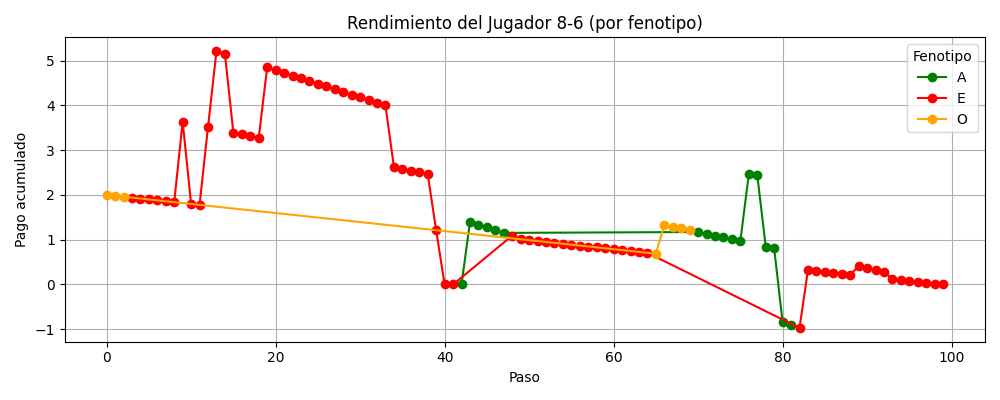 Rendimiento del Jugador 8-6 (por fenotipo)
Pago acumulado
5
4
3
2
1
0
−1
Fenotipo
A
E
O
0 20 40 60 80 100
Paso